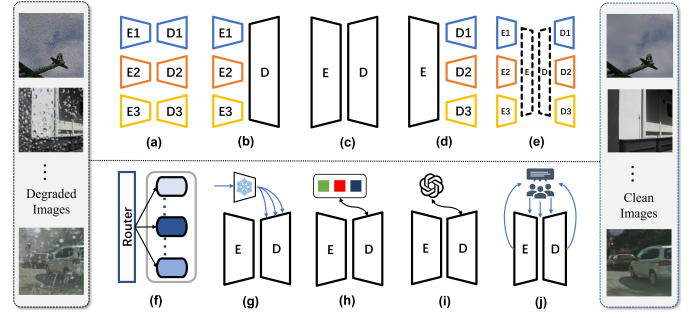 E1 D1 E1 D1 E1 D1
E2 D2 E2 D E D E D2 E2 E D D2
E3 D3 E3 D3 E3 D3
(a) (b) (c) (d) (e)
Degraded
Images
Clean
Images
Router
E D E D E D E D
(f) (g) (h) (i) (j)